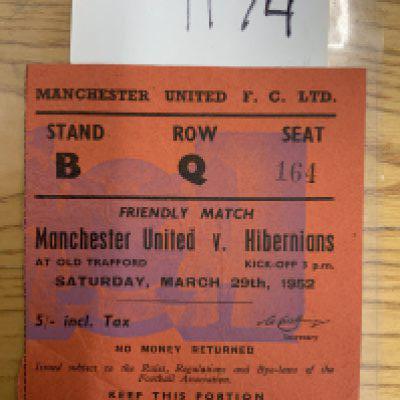 MANCHESTER UNITED F. C. LTD.
STAND ROW SEAT
B Q 164
FRIENDLY MATCH
Manchester United v. Hibernians
AT OLD TRAFFORD KICK-OFF 3 p.m.
SATURDAY, MARCH 29th, 1952
5/- incl. Tax
Secretary
NO MONEY RETURNED
Issued subject to the Rules, Regulations and Bye-laws of the
Football Association.
KEEP THIS PORTION